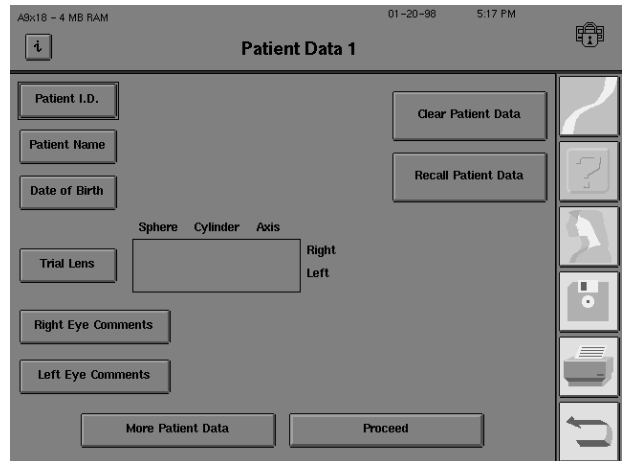 A9x18 – 4 MB RAM 01–20–98 5:17 PM
i Patient Data 1
Patient I.D.
Clear Patient Data
Patient Name
Recall Patient Data
?
Date of Birth
Sphere Cylinder Axis
Trial Lens
Right
Left
Right Eye Comments
Left Eye Comments
More Patient Data Proceed